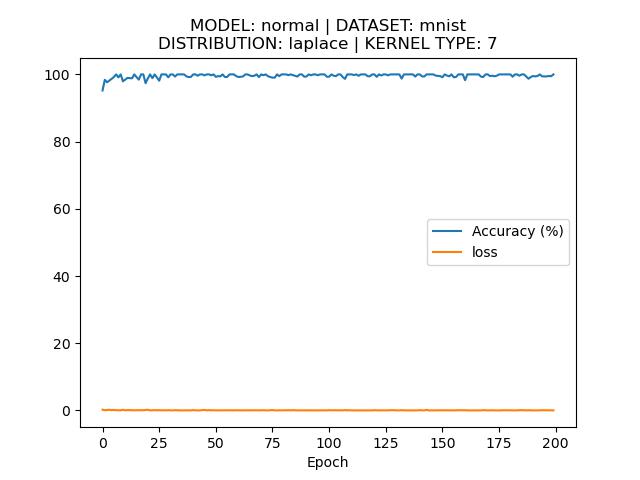 MODEL: normal | DATASET: mnist
DISTRIBUTION: laplace | KERNEL TYPE: 7
100
80
60
40
20
0
Accuracy (%)
loss
0 25 50 75 100 125 150 175 200
Epoch